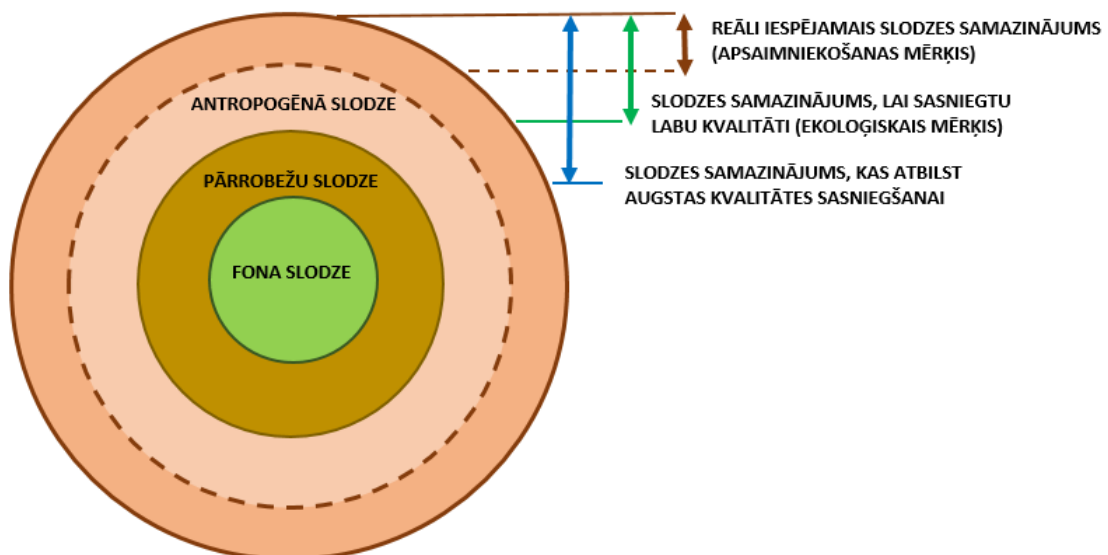 REĀLI IESPĒJAMAIS SLODZES SAMAZINĀJUMS
(APSAIMNIEKOŠANAS MĒRĶIS)
ANTROPOGĒNĀ SLODZE
SLODZES SAMAZINĀJUMS, LAI SASNIEGTU
LABU KVALITĀTI (EKOLOĢISKAIS MĒRĶIS)
PĀRROBEŽU SLODZE
SLODZES SAMAZINĀJUMS, KAS ATBILST
AUGSTAS KVALITĀTES SASNIEGŠANAI
FONA SLODZE